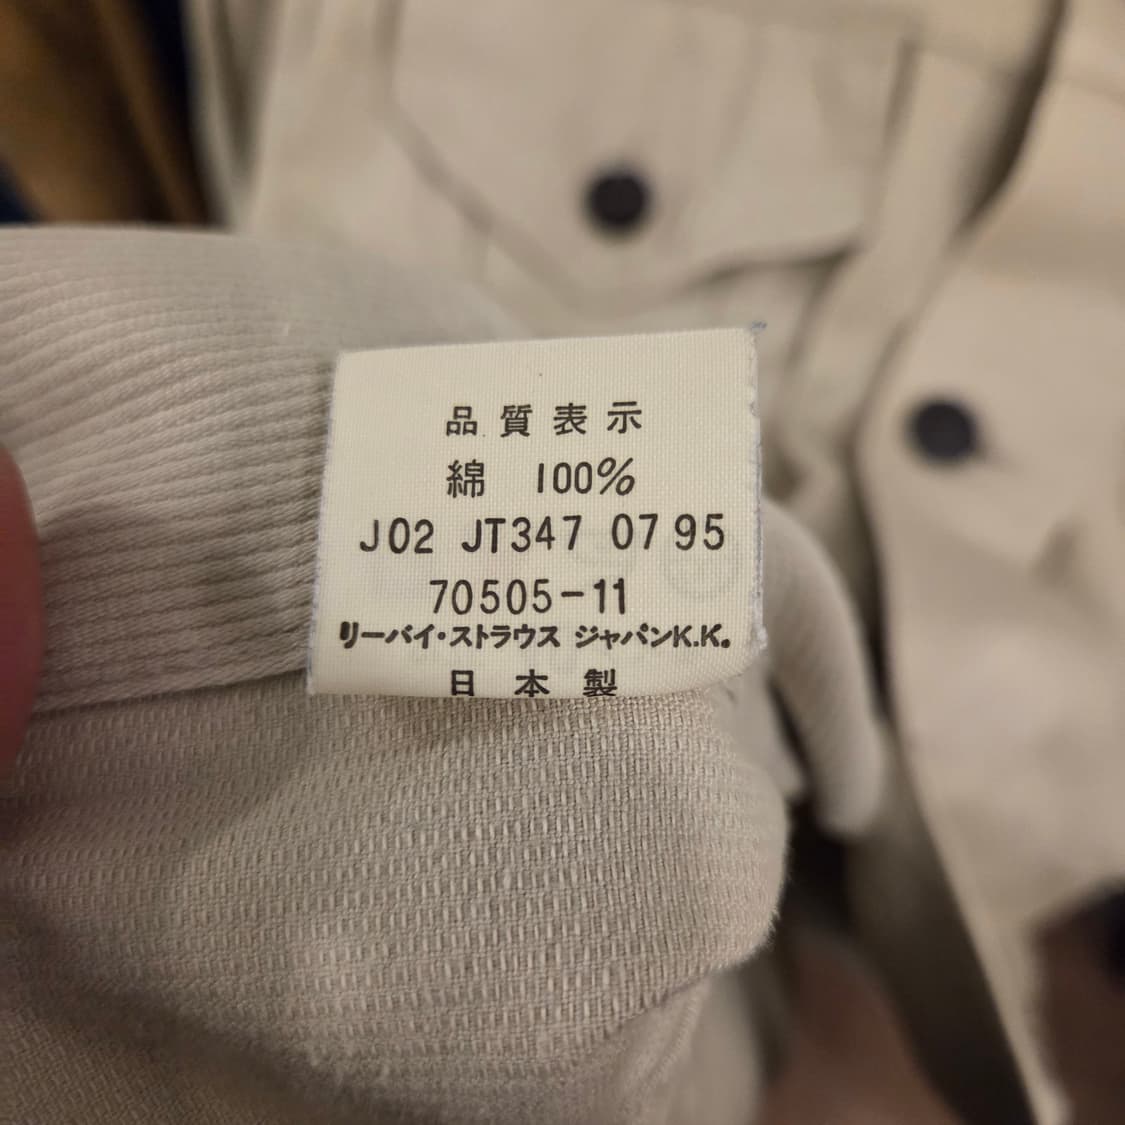 品質表示
綿 100%
J02 JT347 07 95
70505-11
リーバイ・ストラウス ジャパンK.K.
日本製